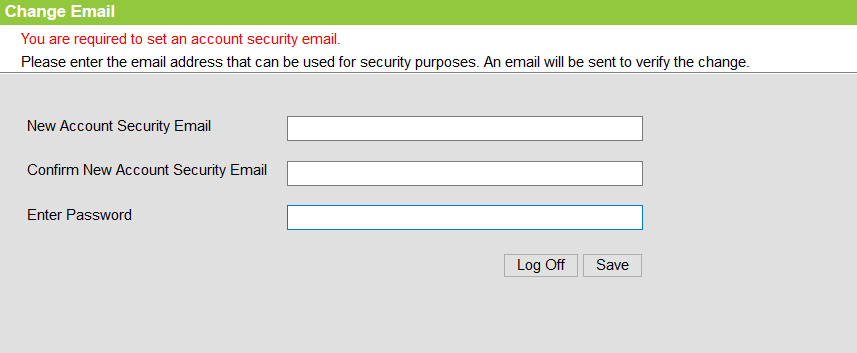 Change Email
You are required to set an account security email.
Please enter the email address that can be used for security purposes. An email will be sent to verify the change.
New Account Security Email
Confirm New Account Security Email
Enter Password
Log Off Save